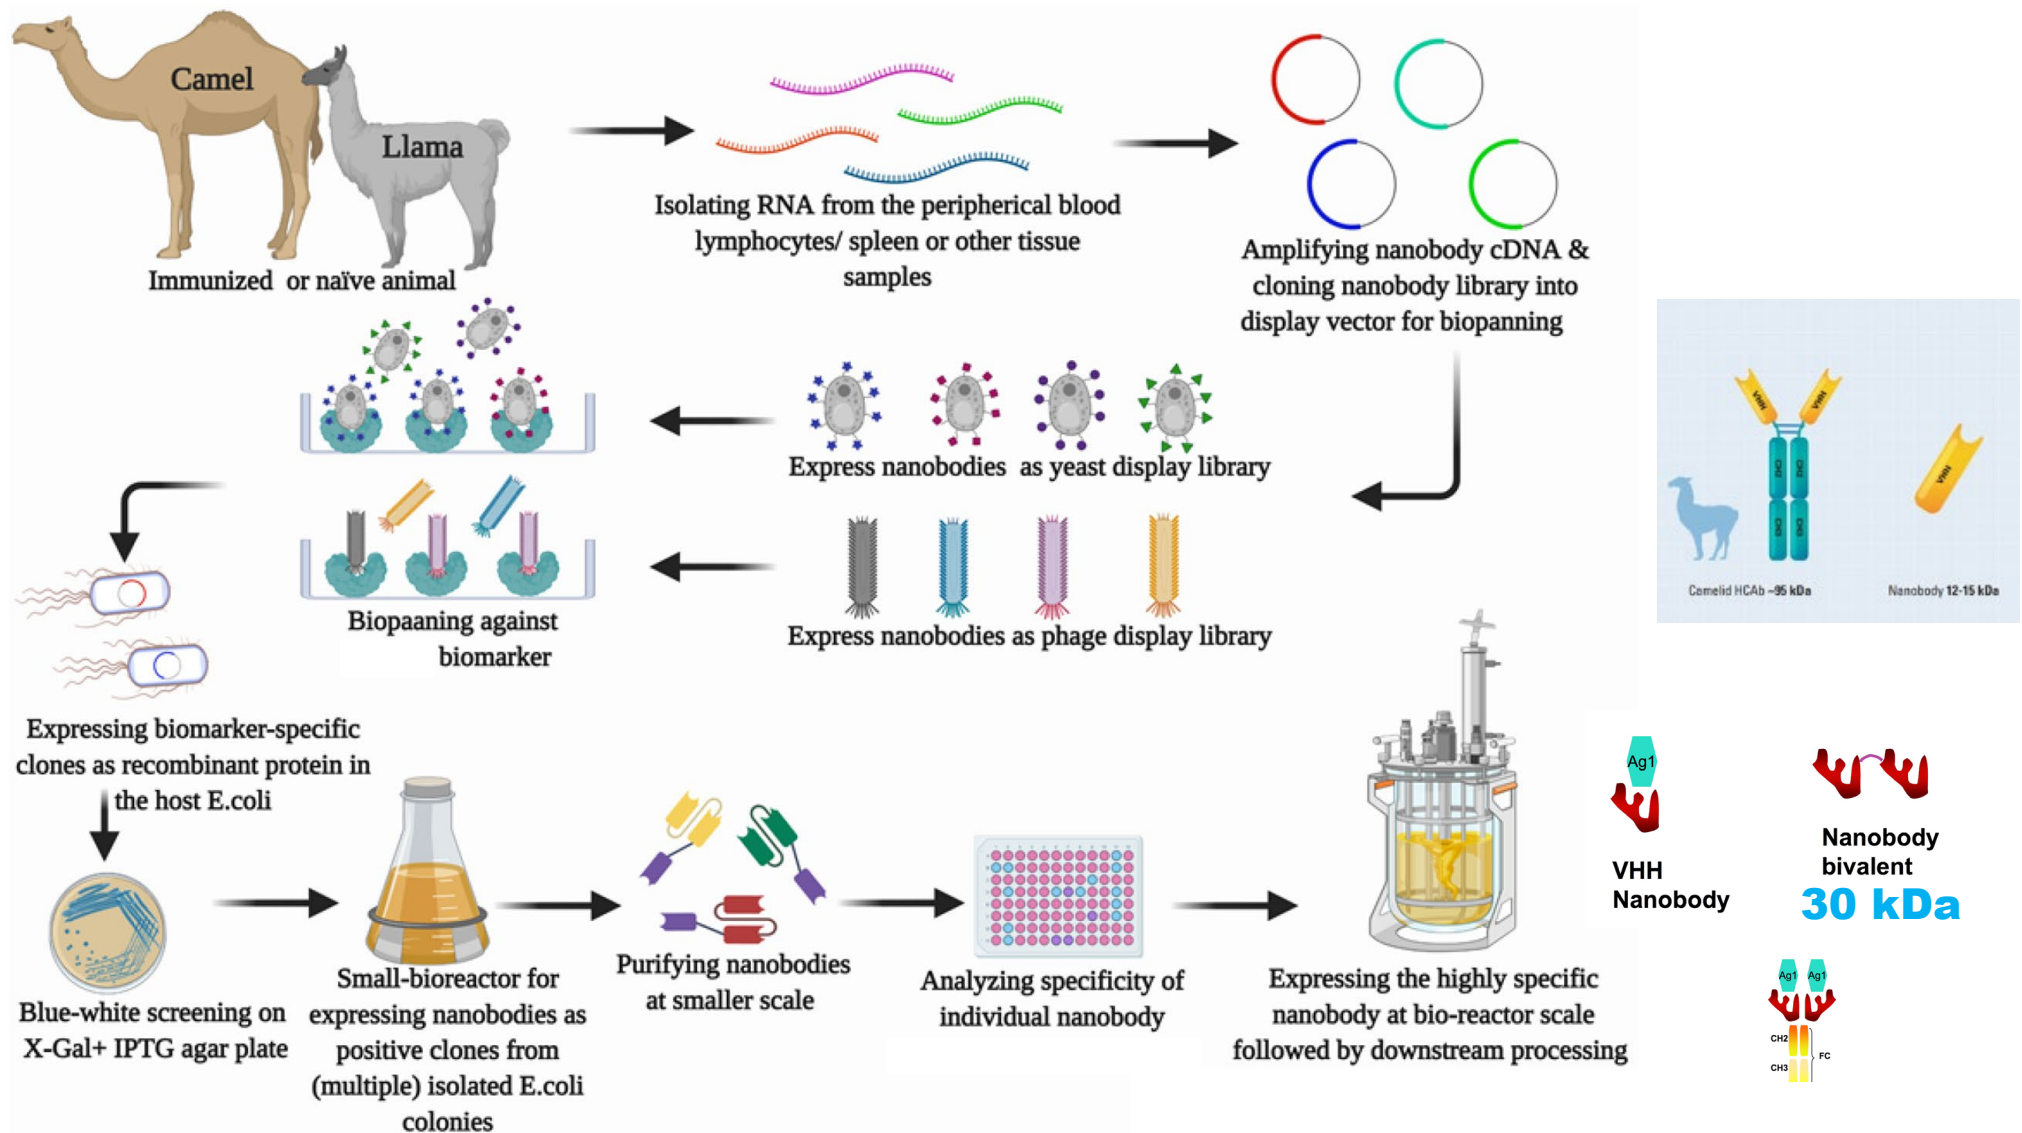 Camel
Llama
Immunized or naïve animal
Isolating RNA from the peripherical blood
lymphocytes/ spleen or other tissue
samples
Amplifying nanobody cDNA &
cloning nanobody library into
display vector for biopanning
Express nanobodies as yeast display library
Express nanobodies as phage display library
Biopaaning against
biomarker
Expressing biomarker-specific
clones as recombinant protein in
the host E.coli
Blue-white screening on
X-Gal+ IPTG agar plate
Small-bioreactor for
expressing nanobodies as
positive clones from
(multiple) isolated E.coli
colonies
Purifying nanobodies
at smaller scale
Analyzing specificity of
individual nanobody
Expressing the highly specific
nanobody at bio-reactor scale
followed by downstream processing
VHH
VHH
VHH
CH2
CH2
Camelid HCAb ~95 kDa
Nanobody 12-15 kDa
Ag1
VHH
Nanobody
Nanobody
bivalent
30 kDa
Ag1 Ag1
CH2
FC
CH3